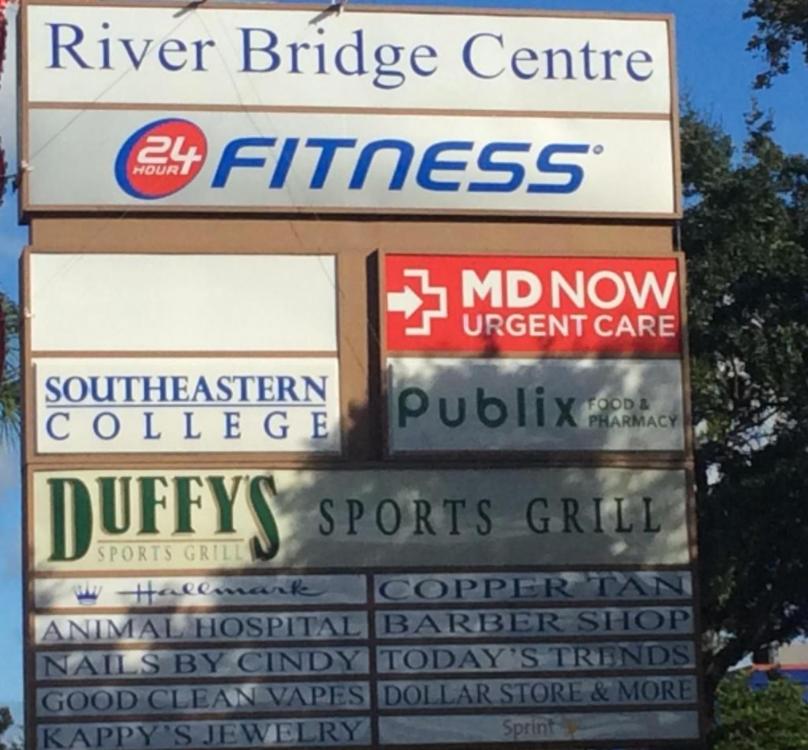 River Bridge Centre
24 HOUR FITNESS
MD NOW
URGENT CARE
SOUTHEASTERN
COLLEGE
Publix FOOD & PHARMACY
DUFFY'S
SPORTS GRILL
SPORTS GRILL
Hallmark
COPPER TAN
ANIMAL HOSPITAL
BARBER SHOP
NAILS BY CINDY
TODAY'S TRENDS
GOOD CLEAN VAPES
DOLLAR STORE & MORE
KAPPY'S JEWELRY
Sprint